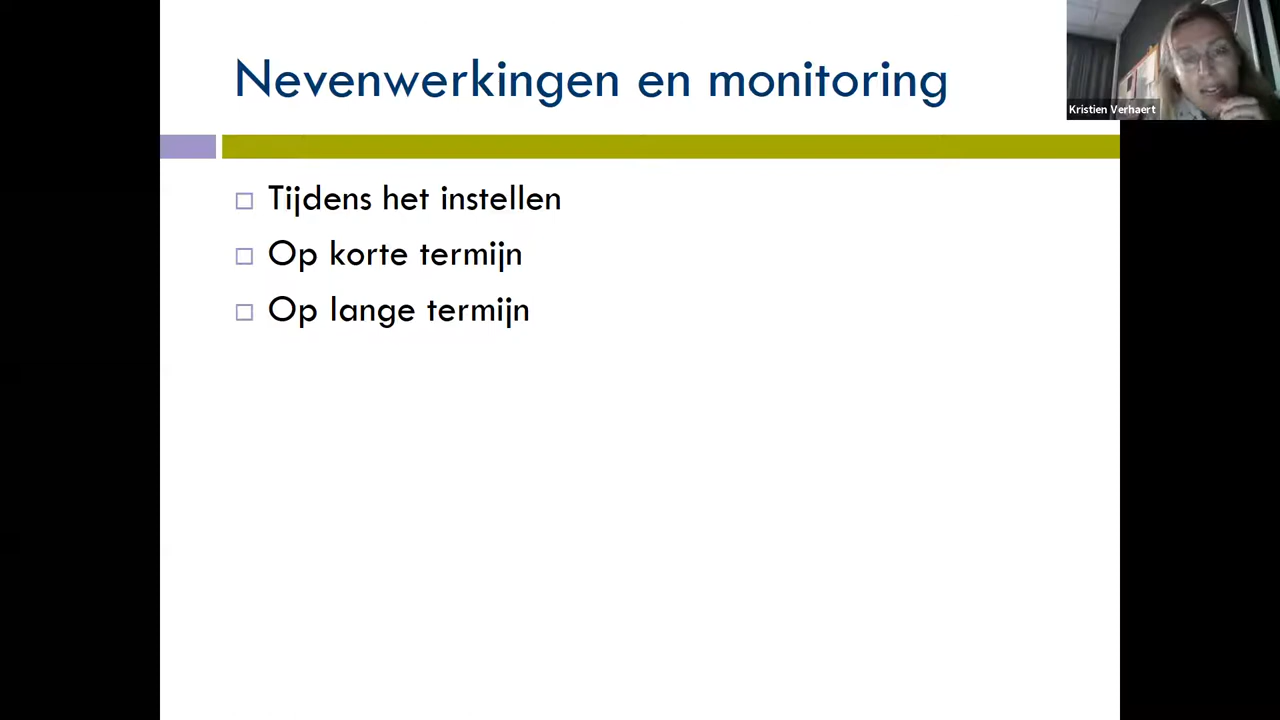 Nevenwerkingen en monitoring
Kristien Verhaert
Tijdens het instellen
Op korte termijn
Op lange termijn